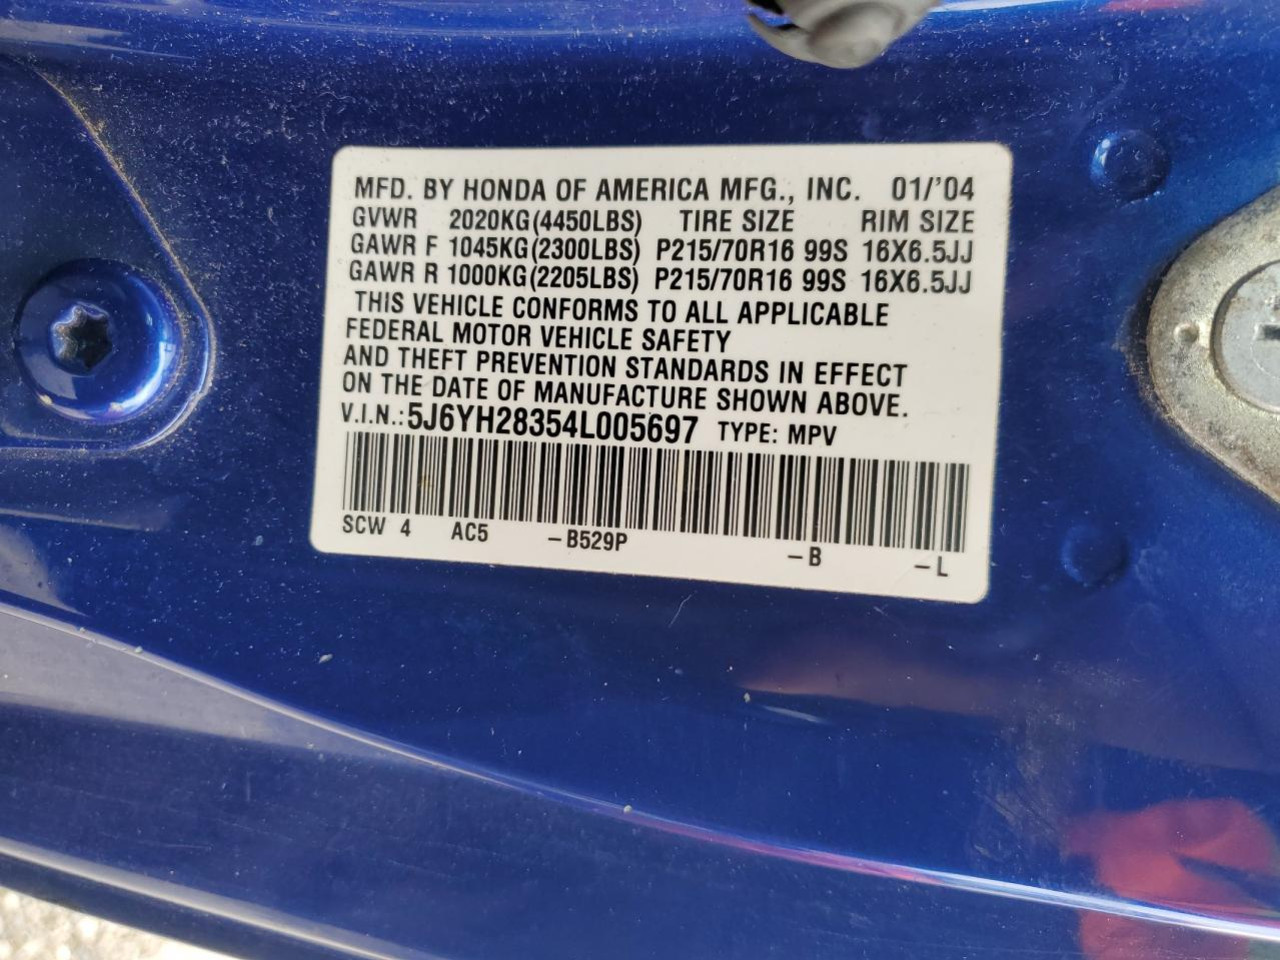 MFD. BY HONDA OF AMERICA MFG., INC. 01/'04
GVWR 2020KG(4450LBS) TIRE SIZE RIM SIZE
GAWR F 1045KG(2300LBS) P215/70R16 99S 16X6.5JJ
GAWR R 1000KG(2205LBS) P215/70R16 99S 16X6.5JJ
THIS VEHICLE CONFORMS TO ALL APPLICABLE
FEDERAL MOTOR VEHICLE SAFETY
AND THEFT PREVENTION STANDARDS IN EFFECT
ON THE DATE OF MANUFACTURE SHOWN ABOVE.
V.I.N.:5J6YH28354L005697 TYPE: MPV
SCW 4 AC5 -B529P -B -L